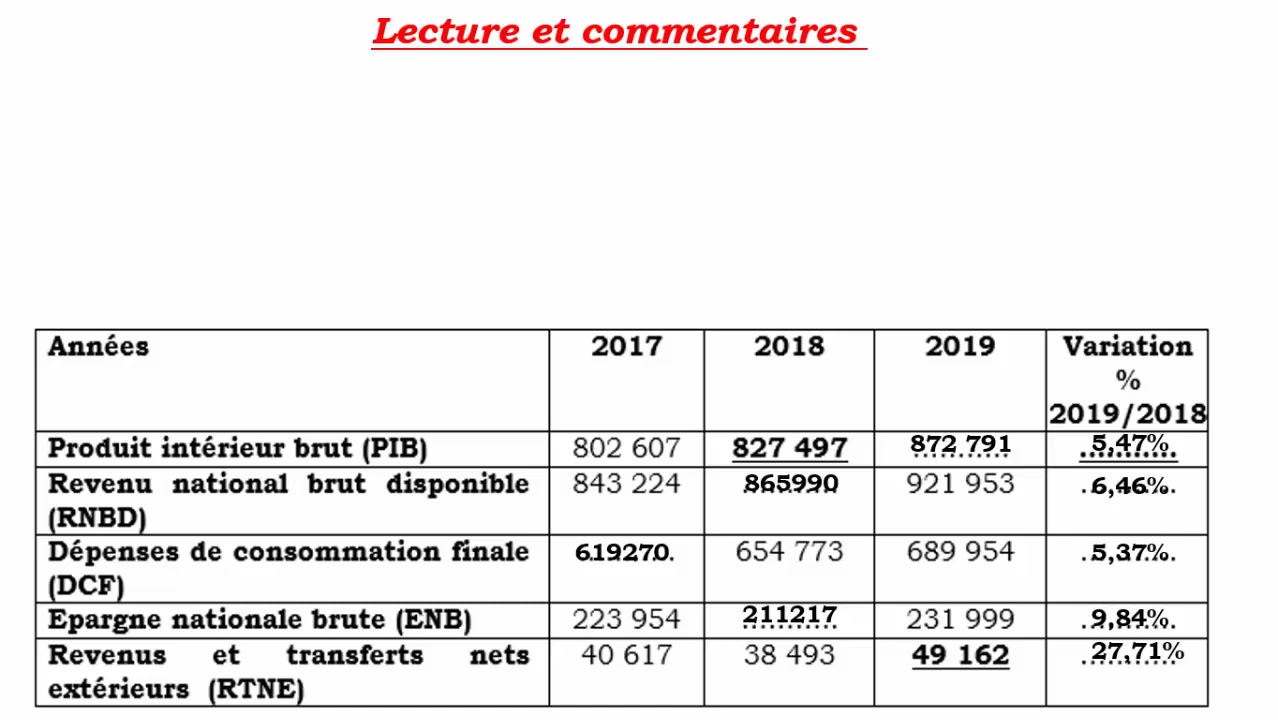 Lecture et commentaires
Années 2017 2018 2019 Variation
%
2019/2018
Produit intérieur brut (PIB) 802 607 827 497 872 791 5,47%
Revenu national brut disponible 843 224 865990 921 953 6,46%
(RNBD)
Dépenses de consommation finale 619270. 654 773 689 954 5,37%
(DCF)
Epargne nationale brute (ENB) 223 954 211217 231 999 9,84%
Revenus et transferts nets 40 617 38 493 49 162 27,71%
extérieurs (RTNE)